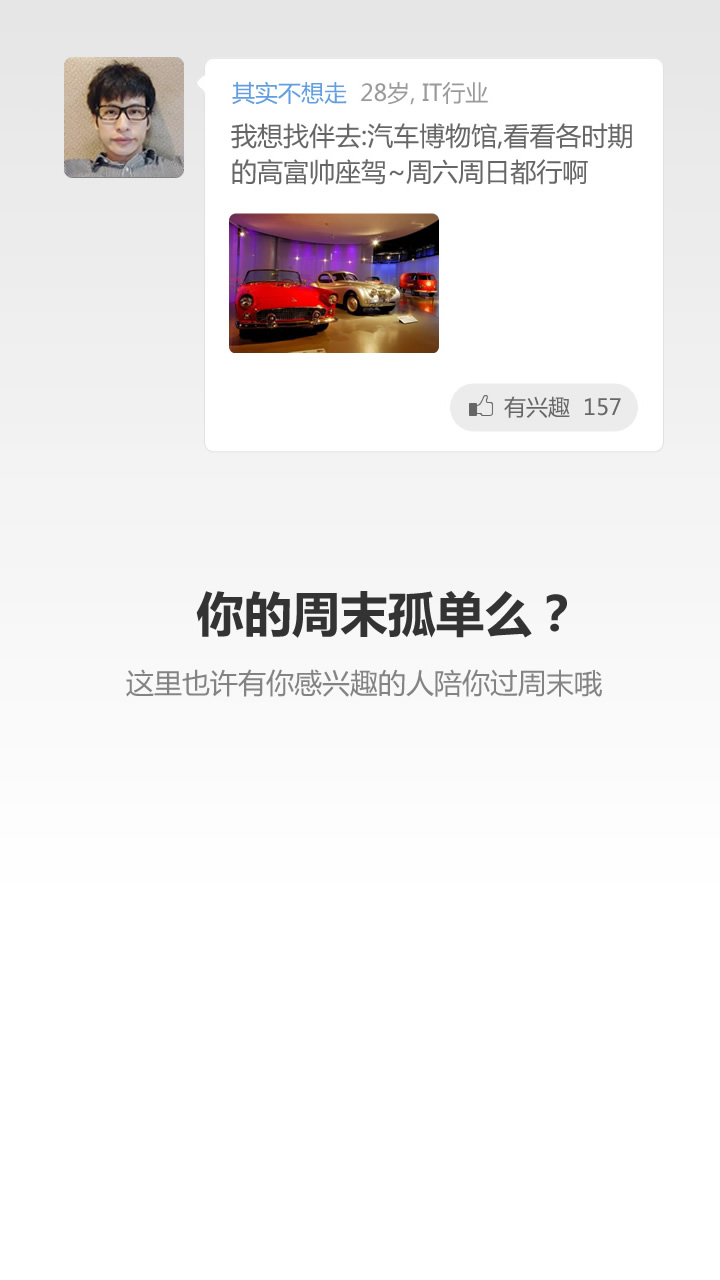 其实不想走 28岁, IT行业
我想找伴去:汽车博物馆,看看各时期
的高富帅座驾~周六周日都行啊
有兴趣 157
你的周末孤单么？
这里也许有你感兴趣的人陪你过周末哦